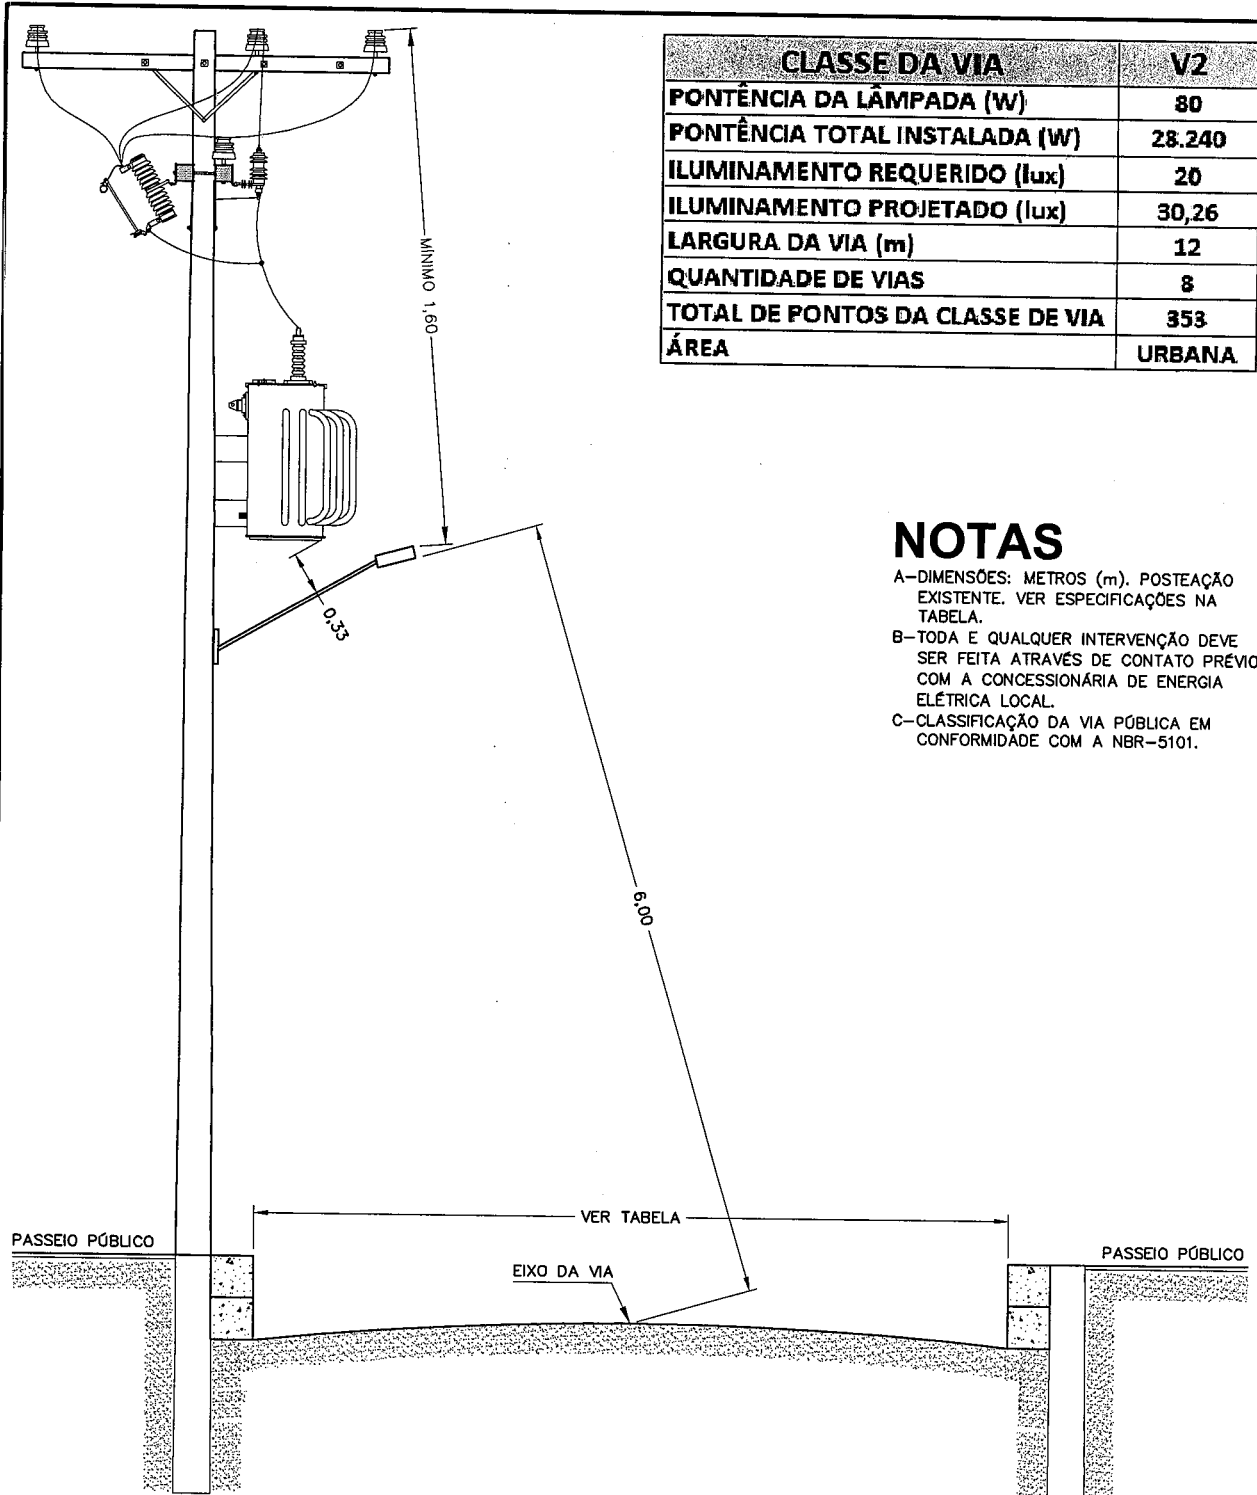 CLASSE DA VIA V2
PONTÊNCIA DA LÂMPADA (W) 80
PONTÊNCIA TOTAL INSTALADA (W) 28.240
ILUMINAMENTO REQUERIDO (lux) 20
ILUMINAMENTO PROJETADO (lux) 30,26
LARGURA DA VIA (m) 12
QUANTIDADE DE VIAS 8
TOTAL DE PONTOS DA CLASSE DE VIA 353
ÁREA URBANA
MÍNIMO 1,60
NOTAS
A-DIMENSÕES: METROS (m). POSTEAÇÃO
EXISTENTE. VER ESPECIFICAÇÕES NA
TABELA.
B-TODA E QUALQUER INTERVENÇÃO DEVE
SER FEITA ATRAVÉS DE CONTATO PRÉVIO
COM A CONCESSIONÁRIA DE ENERGIA
ELÉTRICA LOCAL.
C-CLASSIFICAÇÃO DA VIA PÚBLICA EM
CONFORMIDADE COM A NBR-5101.
0,33
6,00
VER TABELA
PASSEIO PÚBLICO
PASSEIO PÚBLICO
EIXO DA VIA